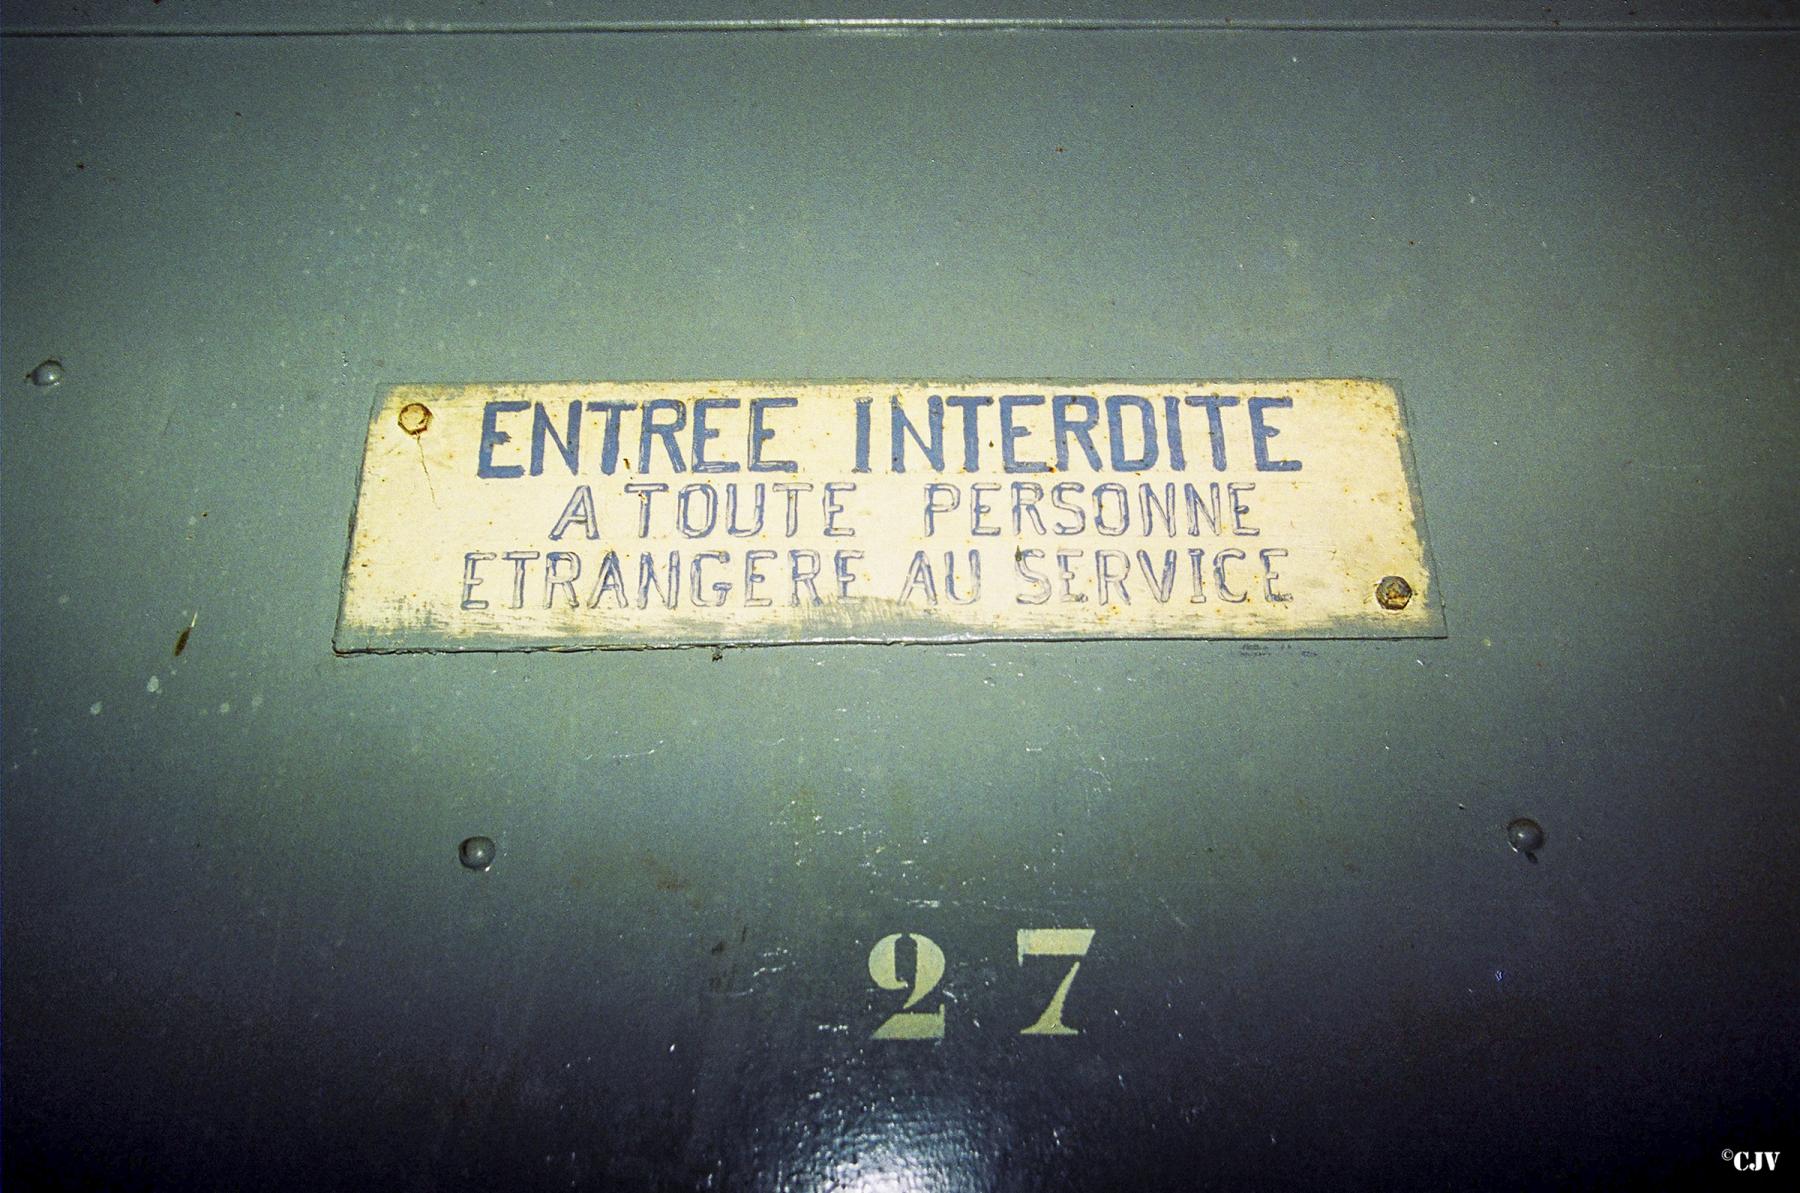 ENTREE INTERDITE
A TOUTE PERSONNE
ETRANGERE AU SERVICE
27
©CJV